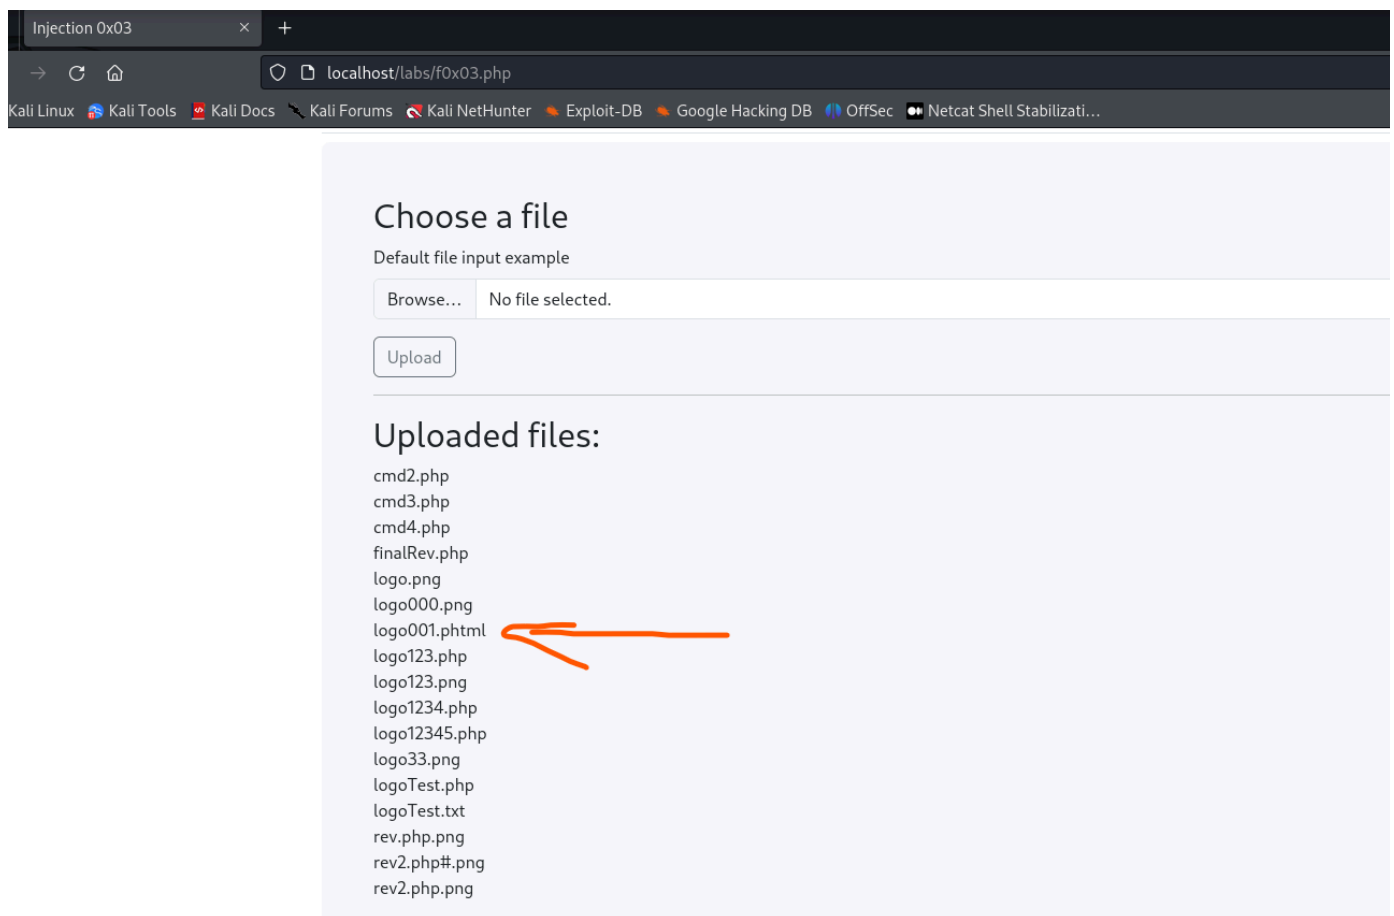 Injection 0x03
localhost/labs/f0x03.php
Kali Linux Kali Tools Kali Docs Kali Forums Kali NetHunter Exploit-DB Google Hacking DB OffSec Netcat Shell Stabilizati…
Choose a file
Default file input example
Browse… No file selected.
Upload
Uploaded files:
cmd2.php
cmd3.php
cmd4.php
finalRev.php
logo.png
logo000.png
logo001.phtml
logo123.php
logo123.png
logo1234.php
logo12345.php
logo33.png
logoTest.php
logoTest.txt
rev.php.png
rev2.php#.png
rev2.php.png